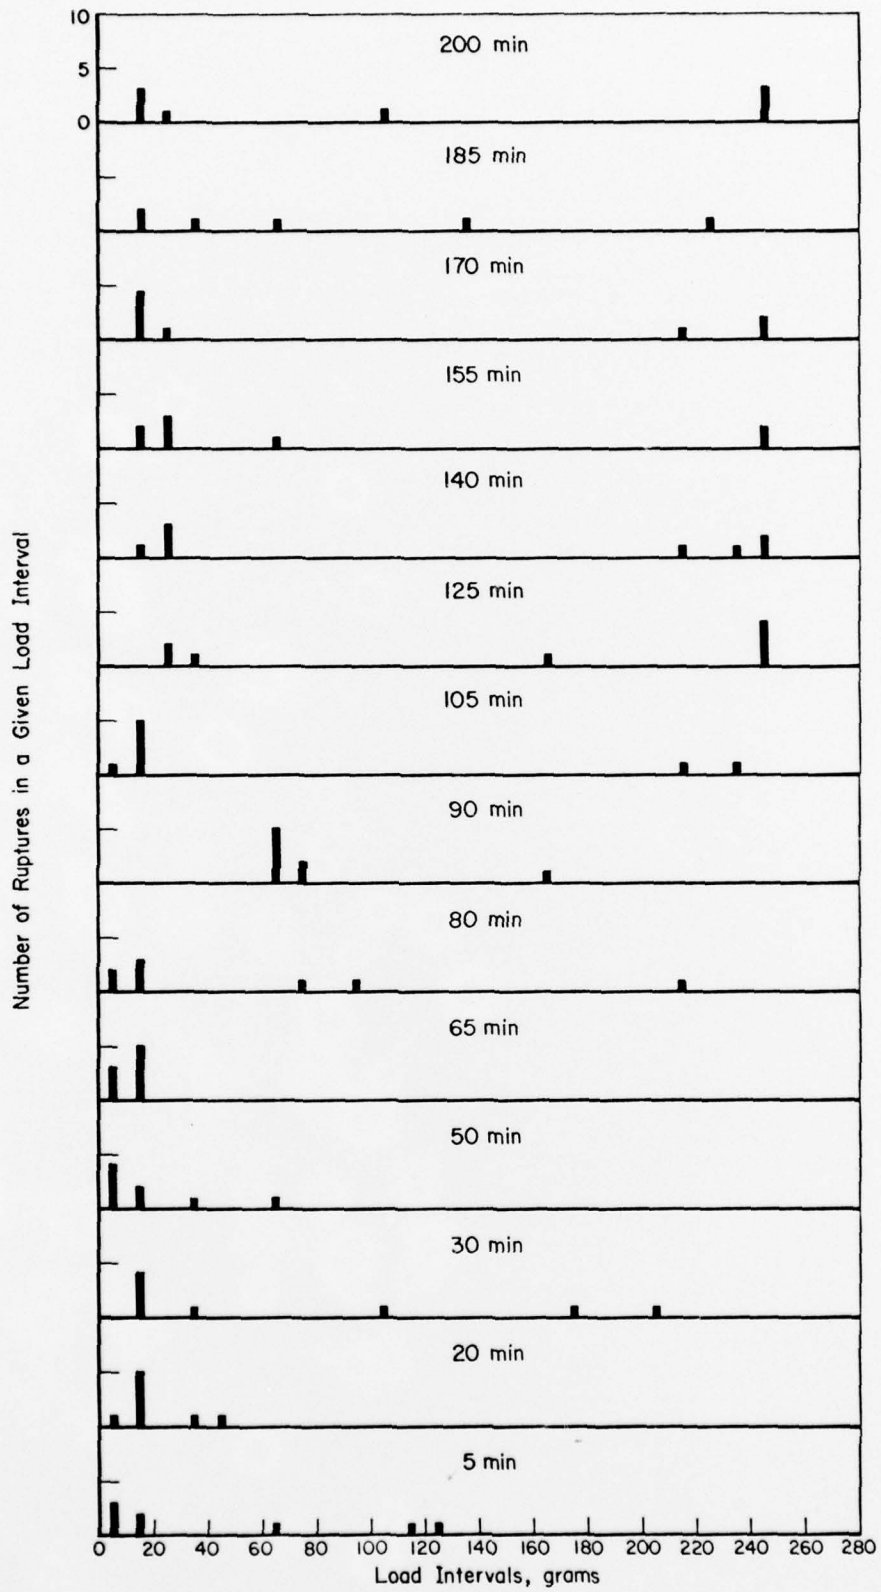 10
200 min
5
0
185 min
170 min
155 min
140 min
125 min
105 min
90 min
80 min
65 min
50 min
30 min
20 min
5 min
0 20 40 60 80 100 120 140 160 180 200 220 240 260 280
Load Intervals, grams
Number of Ruptures in a Given Load Interval